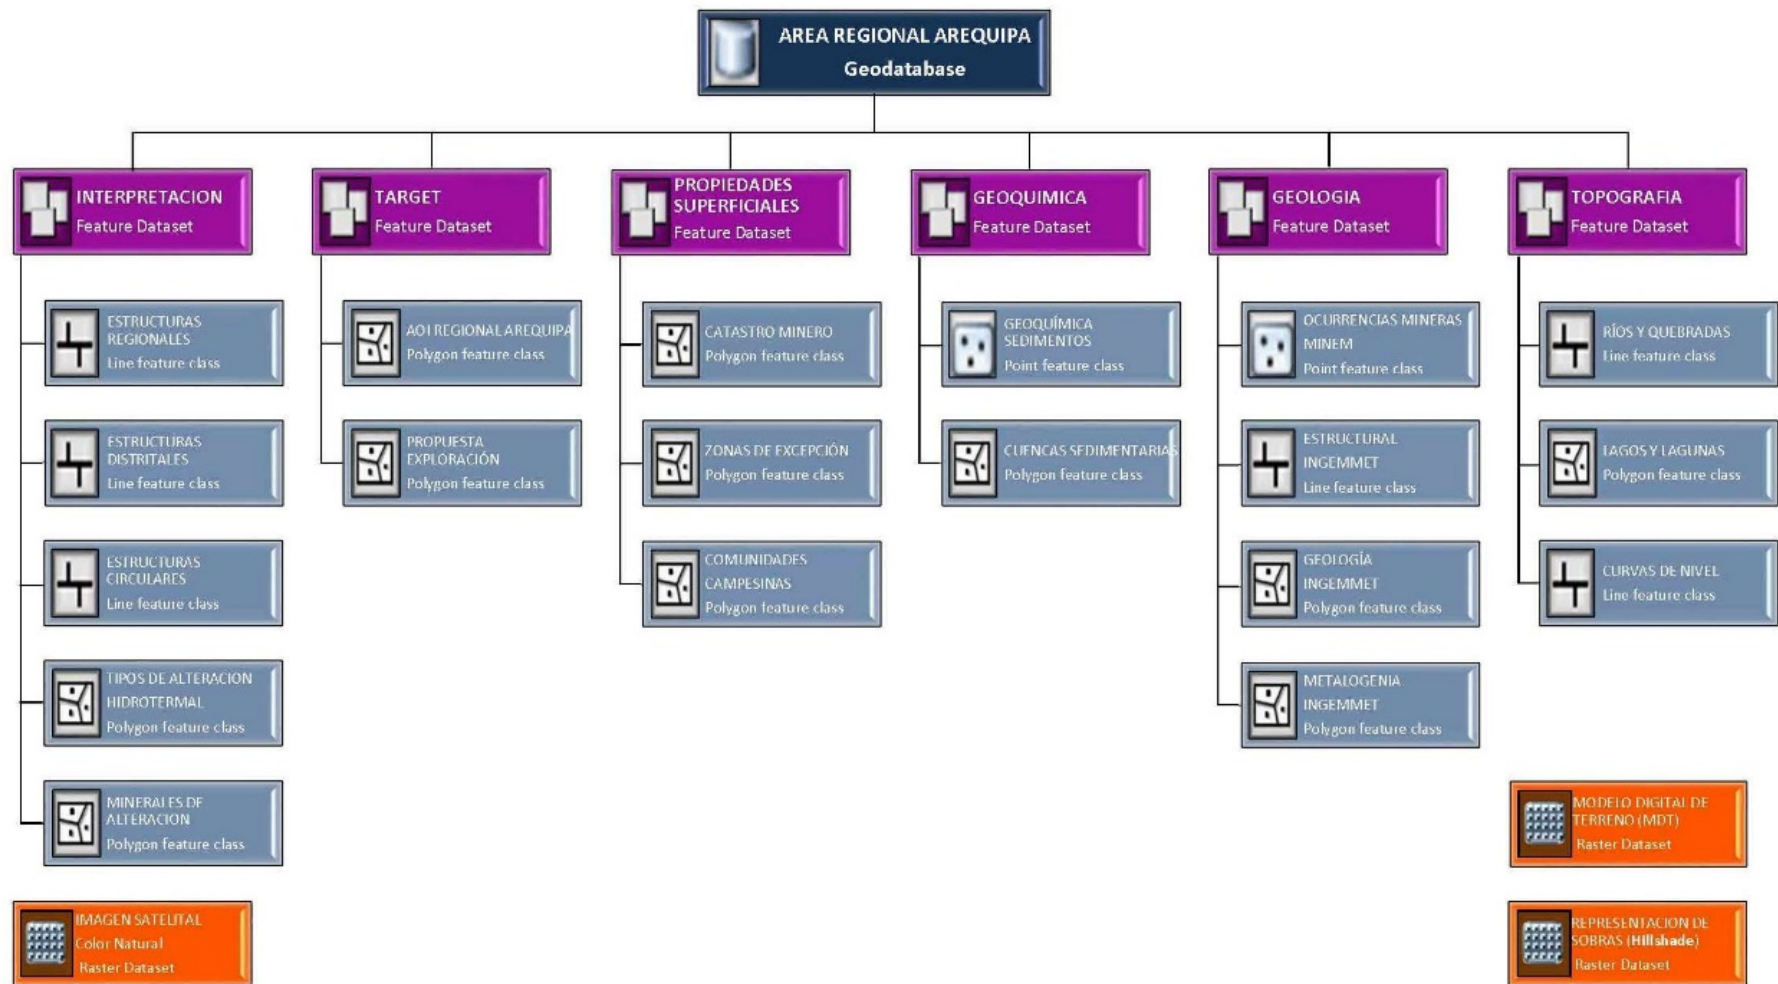 AREA REGIONAL AREQUIPA
Geodatabase
INTERPRETACION
Feature Dataset
ESTRUCTURAS
REGIONALES
Line feature class
ESTRUCTURAS
DISTRITALES
Line feature class
ESTRUCTURAS
CIRCULARES
Line feature class
TIPOS DE ALTERACION
HIDROTERMAL
Polygon feature class
MINERALES DE
ALTERACION
Polygon feature class
IMAGEN SATELITAL
Color Natural
Raster Dataset
TARGET
Feature Dataset
AOI REGIONAL AREQUIPA
Polygon feature class
PROPUESTA
EXPLORACIÓN
Polygon feature class
PROPIEDADES
SUPERFICIALES
Feature Dataset
CATASTRO MINERO
Polygon feature class
ZONAS DE EXCEPCIÓN
Polygon feature class
COMUNIDADES
CAMPESINAS
Polygon feature class
GEOQUIMICA
Feature Dataset
GEOQUÍMICA
SEDIMENTOS
Point feature class
CUENCAS SEDIMENTARIAS
Polygon feature class
GEOLOGIA
Feature Dataset
OCURRENCIAS MINERAS
MINEM
Point feature class
ESTRUCTURAL
INGEMMET
Line feature class
GEOLOGÍA
INGEMMET
Polygon feature class
METALOGENIA
INGEMMET
Polygon feature class
TOPOGRAFIA
Feature Dataset
RÍOS Y QUEBRADAS
Line feature class
LAGOS Y LAGUNAS
Polygon feature class
CURVAS DE NIVEL
Line feature class
MODELO DIGITAL DE
TERRENO (MDT)
Raster Dataset
REPRESENTACION DE
SOBRAS (Hillshade)
Raster Dataset